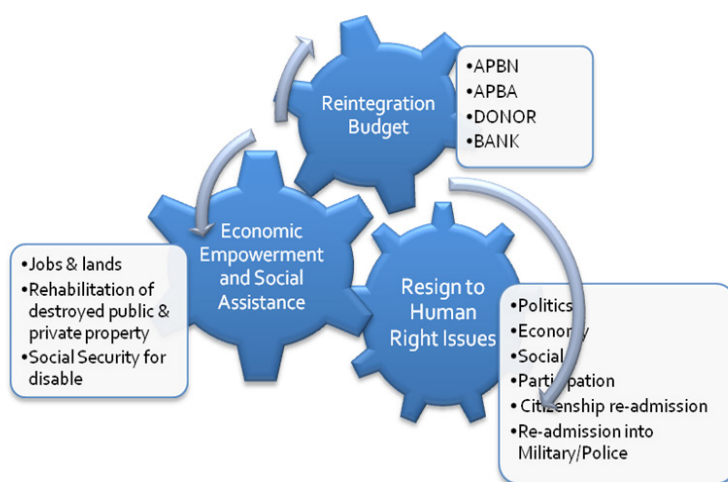 Reintegration
Budget
•APBN
•APBA
•DONOR
•BANK
Economic
Empowerment
and Social
Assistance
•Jobs & lands
•Rehabilitation of
destroyed public &
private property
•Social Security for
disable
Resign to
Human
Right Issues
•Politics
•Economy
•Social
•Participation
•Citizenship re-admission
•Re-admission into
Military/Police